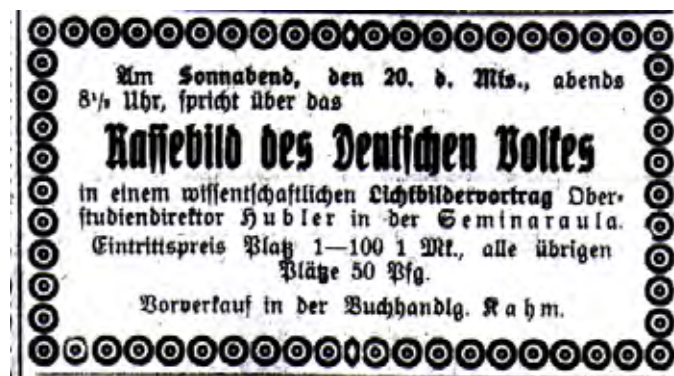 Am Sonnabend, den 20. d. Mts., abends
8½ Uhr, spricht über das
Rassebild des Deutschen Volkes
in einem wissentschaftlichen Lichtbildervortrag Ober-
studiendirektor Hubler in der Seminaraula.
Eintrittspreis Platz 1—100 1 Mk., alle übrigen
Plätze 50 Pfg.
Vorverkauf in der Buchhandlg. Rahm.